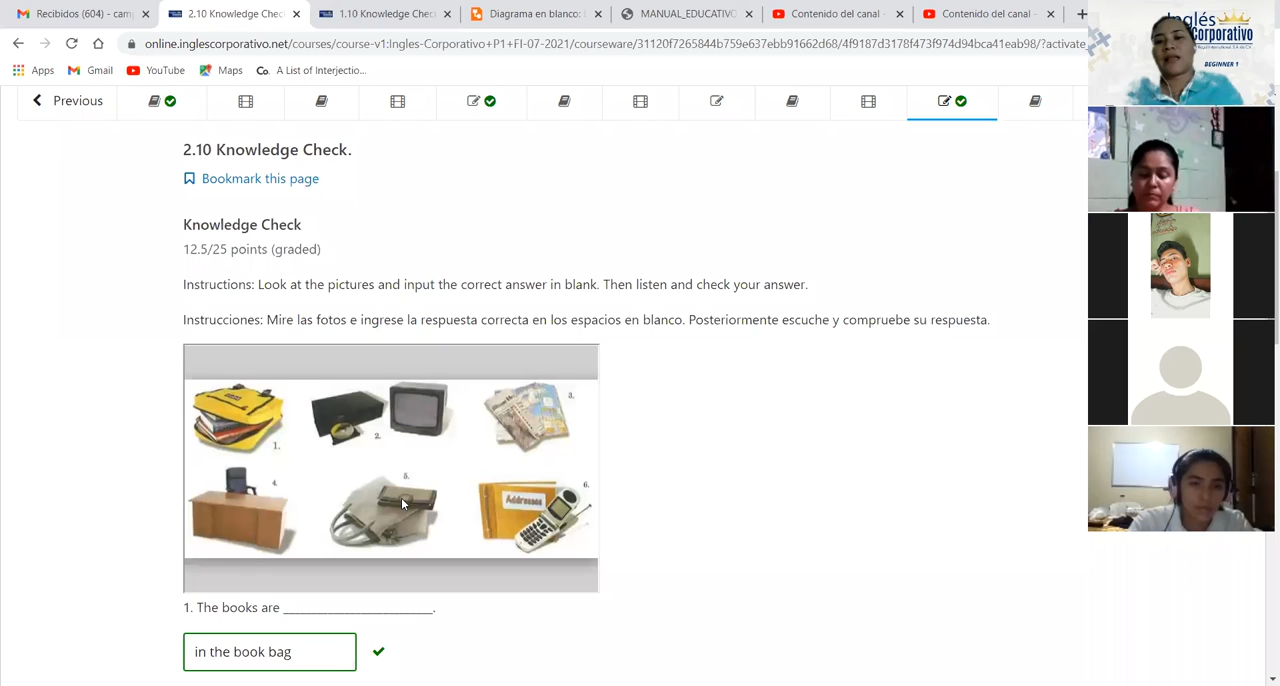 Recibidos (604) - cam
2.10 Knowledge Chec
1.10 Knowledge Chec
Diagrama en blanco:
MANUAL_EDUCATIVO
Contenido del canal -
Contenido del canal -
online.inglescorporativo.net/courses/course-v1:Ingles-Corporativo+P1+FI-07-2021/courseware/31120f7265844b759e637ebb91662d68/4f9187d3178f473f974d94bca41eab98/?activate
Apps
Gmail
YouTube
Maps
Co.
A List of Interjectio...
Previous
2.10 Knowledge Check.
Bookmark this page
Knowledge Check
12.5/25 points (graded)
Instructions: Look at the pictures and input the correct answer in blank. Then listen and check your answer.
Instrucciones: Mire las fotos e ingrese la respuesta correcta en los espacios en blanco. Posteriormente escuche y compruebe su respuesta.
1.
2.
3.
4.
5.
6.
Addresses
1. The books are _________________________.
in the book bag
Inglés
Corporativo
BEGINNER 1